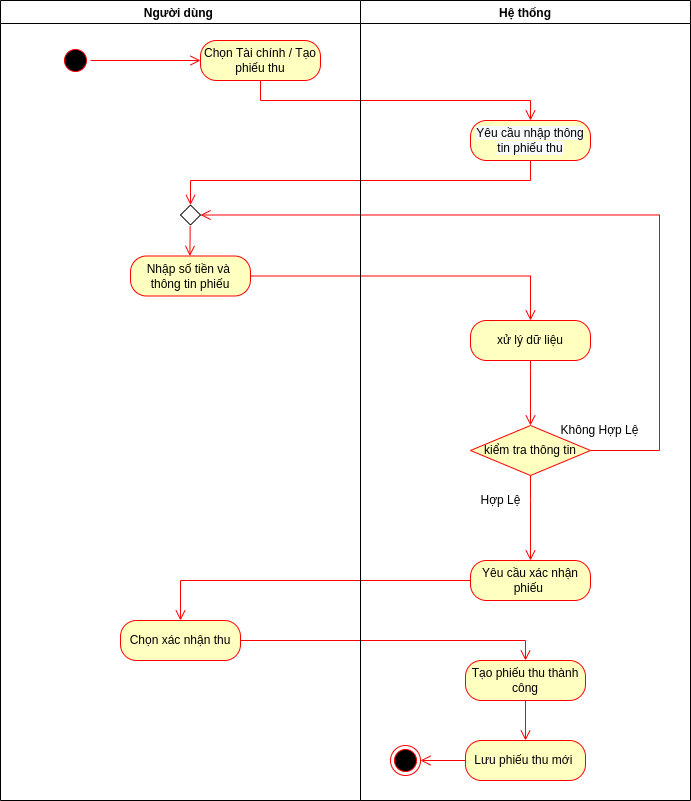 Người dùng
Hệ thống
Chọn Tài chính / Tạo
phiếu thu
Yêu cầu nhập thông
tin phiếu thu
Nhập số tiền và
thông tin phiếu
xử lý dữ liệu
Không Hợp Lệ
kiểm tra thông tin
Hợp Lệ
Yêu cầu xác nhận
phiếu
Chọn xác nhận thu
Tạo phiếu thu thành
công
Lưu phiếu thu mới